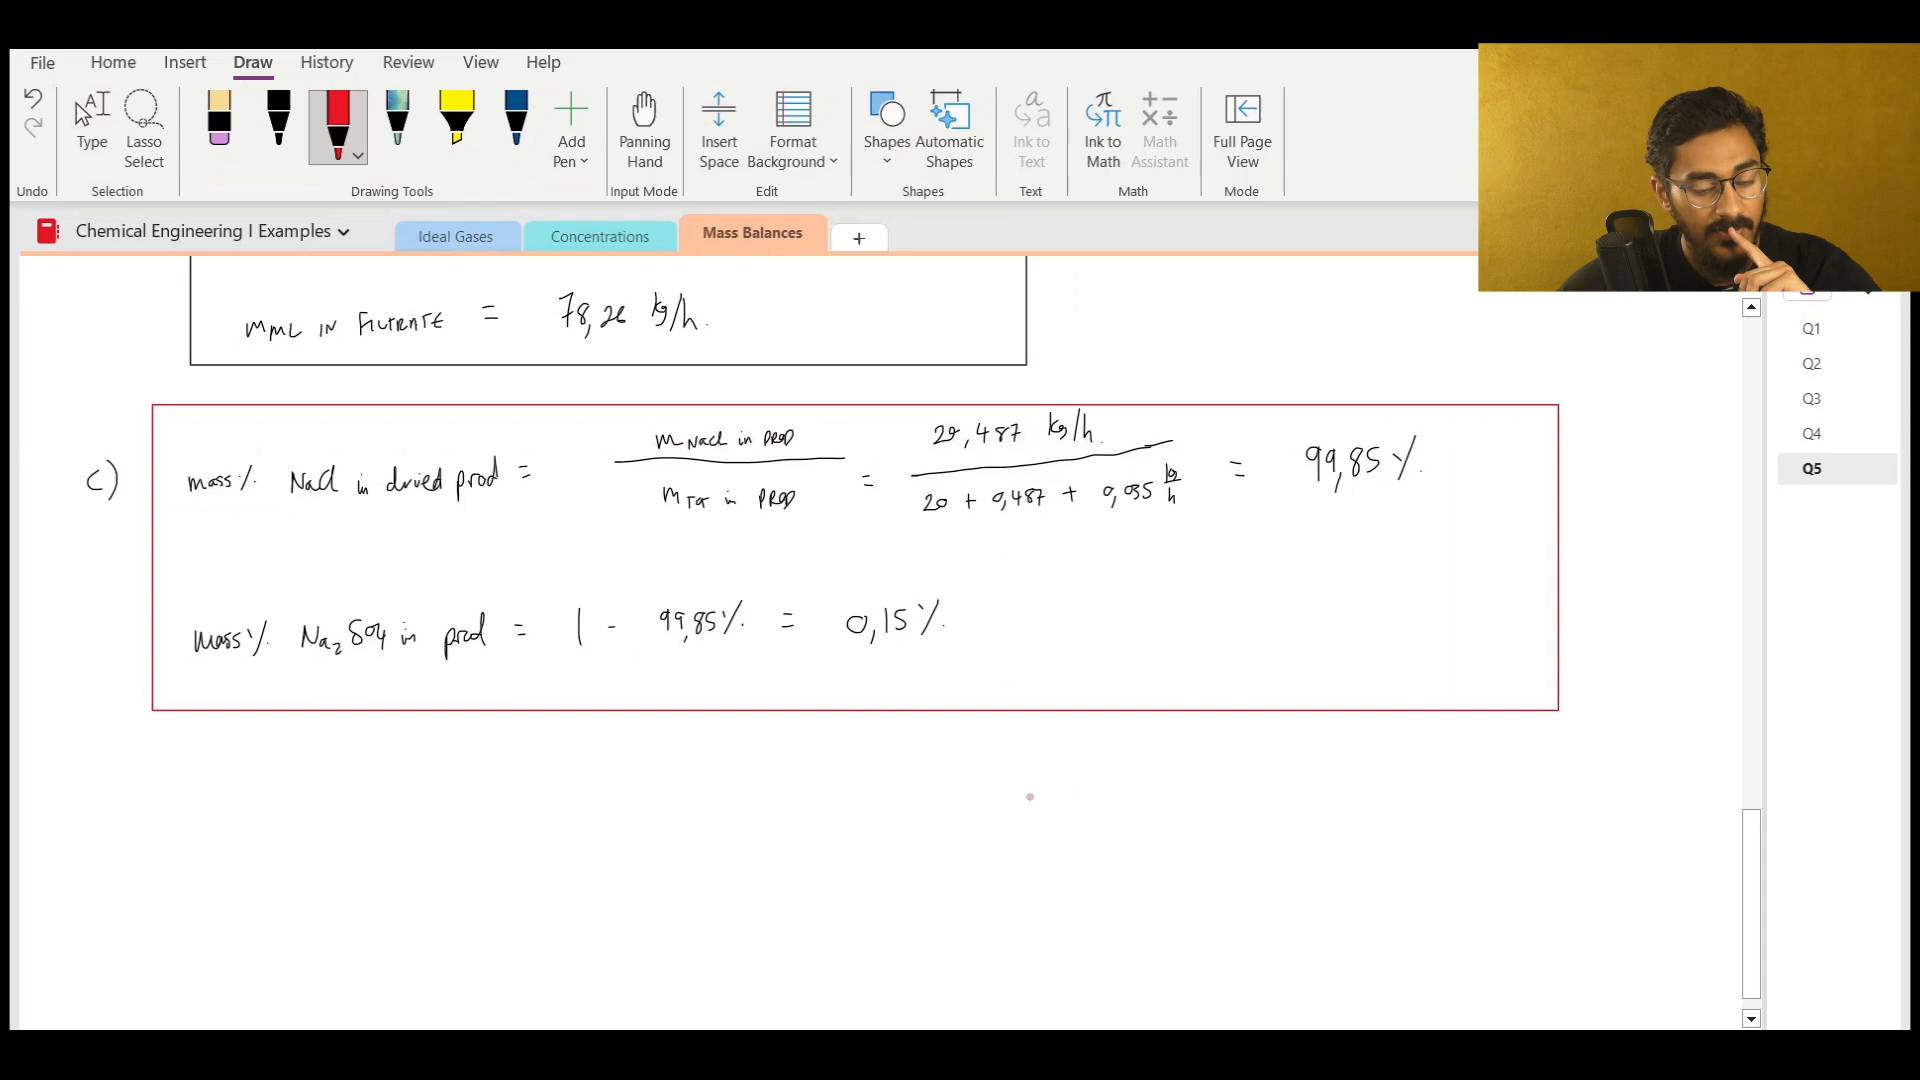 File Home Insert Draw History Review View Help
Type Lasso Select Add Pen Panning Hand Insert Space Format Background Shapes Automatic Shapes Ink to Text Ink to Math Math Assistant Full Page View
Undo Selection Drawing Tools Input Mode Edit Shapes Text Math Mode
Chemical Engineering I Examples Ideal Gases Concentrations Mass Balances +
Q1
Q2
Q3
Q4
Q5
mML IN FILTRATE = 78,26 kg/h.
c) mass % NaCl in dried prod = m NaCl in PROD / m TOT in PROD = 20,487 kg/h. / 20 + 0,487 + 0,035 kg/h = 99,85 %.
mass % Na2SO4 in prod = 1 - 99,85 %. = 0,15 %.